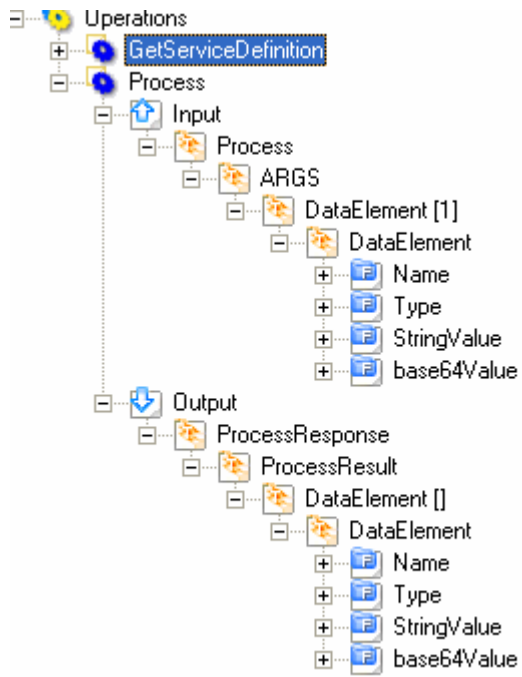 Operations
GetServiceDefinition
Process
Input
Process
ARGS
DataElement [1]
DataElement
Name
Type
StringValue
base64Value
Output
ProcessResponse
ProcessResult
DataElement []
DataElement
Name
Type
StringValue
base64Value